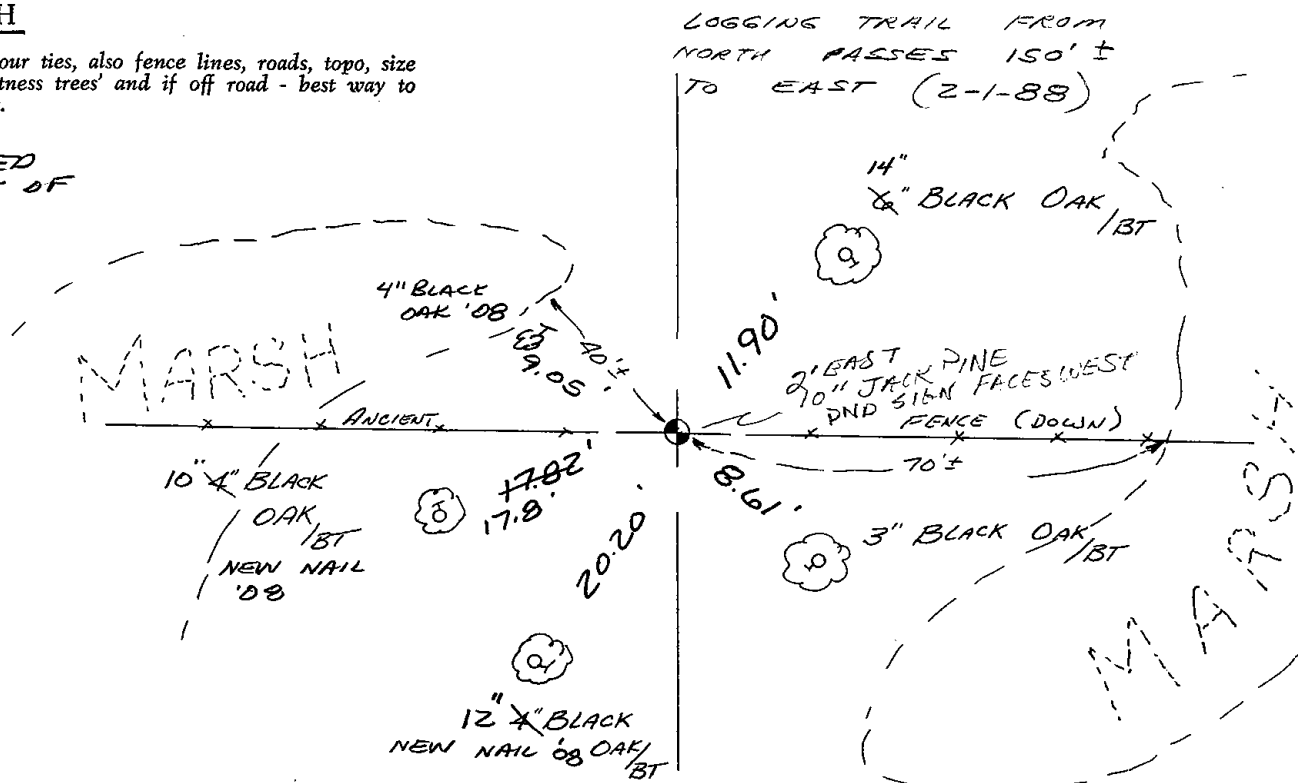 H
our ties, also fence lines, roads, topo, size
tness trees' and if off road - best way to
.
ED
OF
LOGGING TRAIL FROM
NORTH PASSES 150' ±
TO EAST (2-1-88)
14"
6" BLACK OAK
/BT
4" BLACK
OAK '08
9.05'
40'±
11.90'
2' EAST
10" JACK PINE
PND SIGN FACES WEST
MARSH
ANCIENT
FENCE (DOWN)
70'±
10" 4" BLACK
OAK
/BT
NEW NAIL
'08
17.82'
17.8'
8.61'
20.20'
3" BLACK OAK
/BT
MARSH
12" 4" BLACK
NEW NAIL '08 OAK/
BT